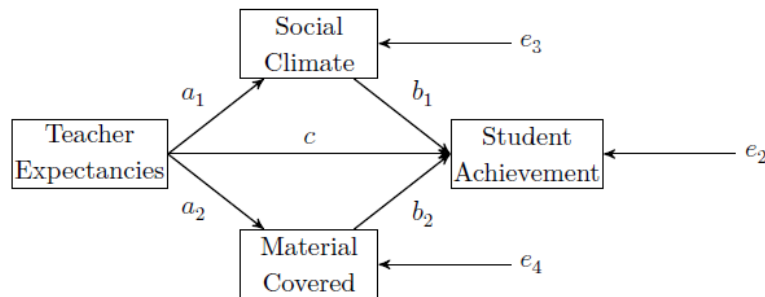 Social
Climate
e₃
a₁
b₁
Teacher
Expectancies
c
Student
Achievement
e₂
a₂
b₂
Material
Covered
e₄